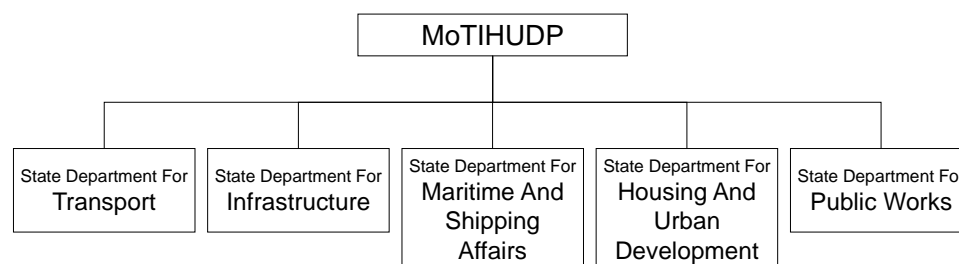 MoTIHUDP
State Department For
Transport
State Department For
Infrastructure
State Department For
Maritime And
Shipping
Affairs
State Department For
Housing And
Urban
Development
State Department Fo
Public Works